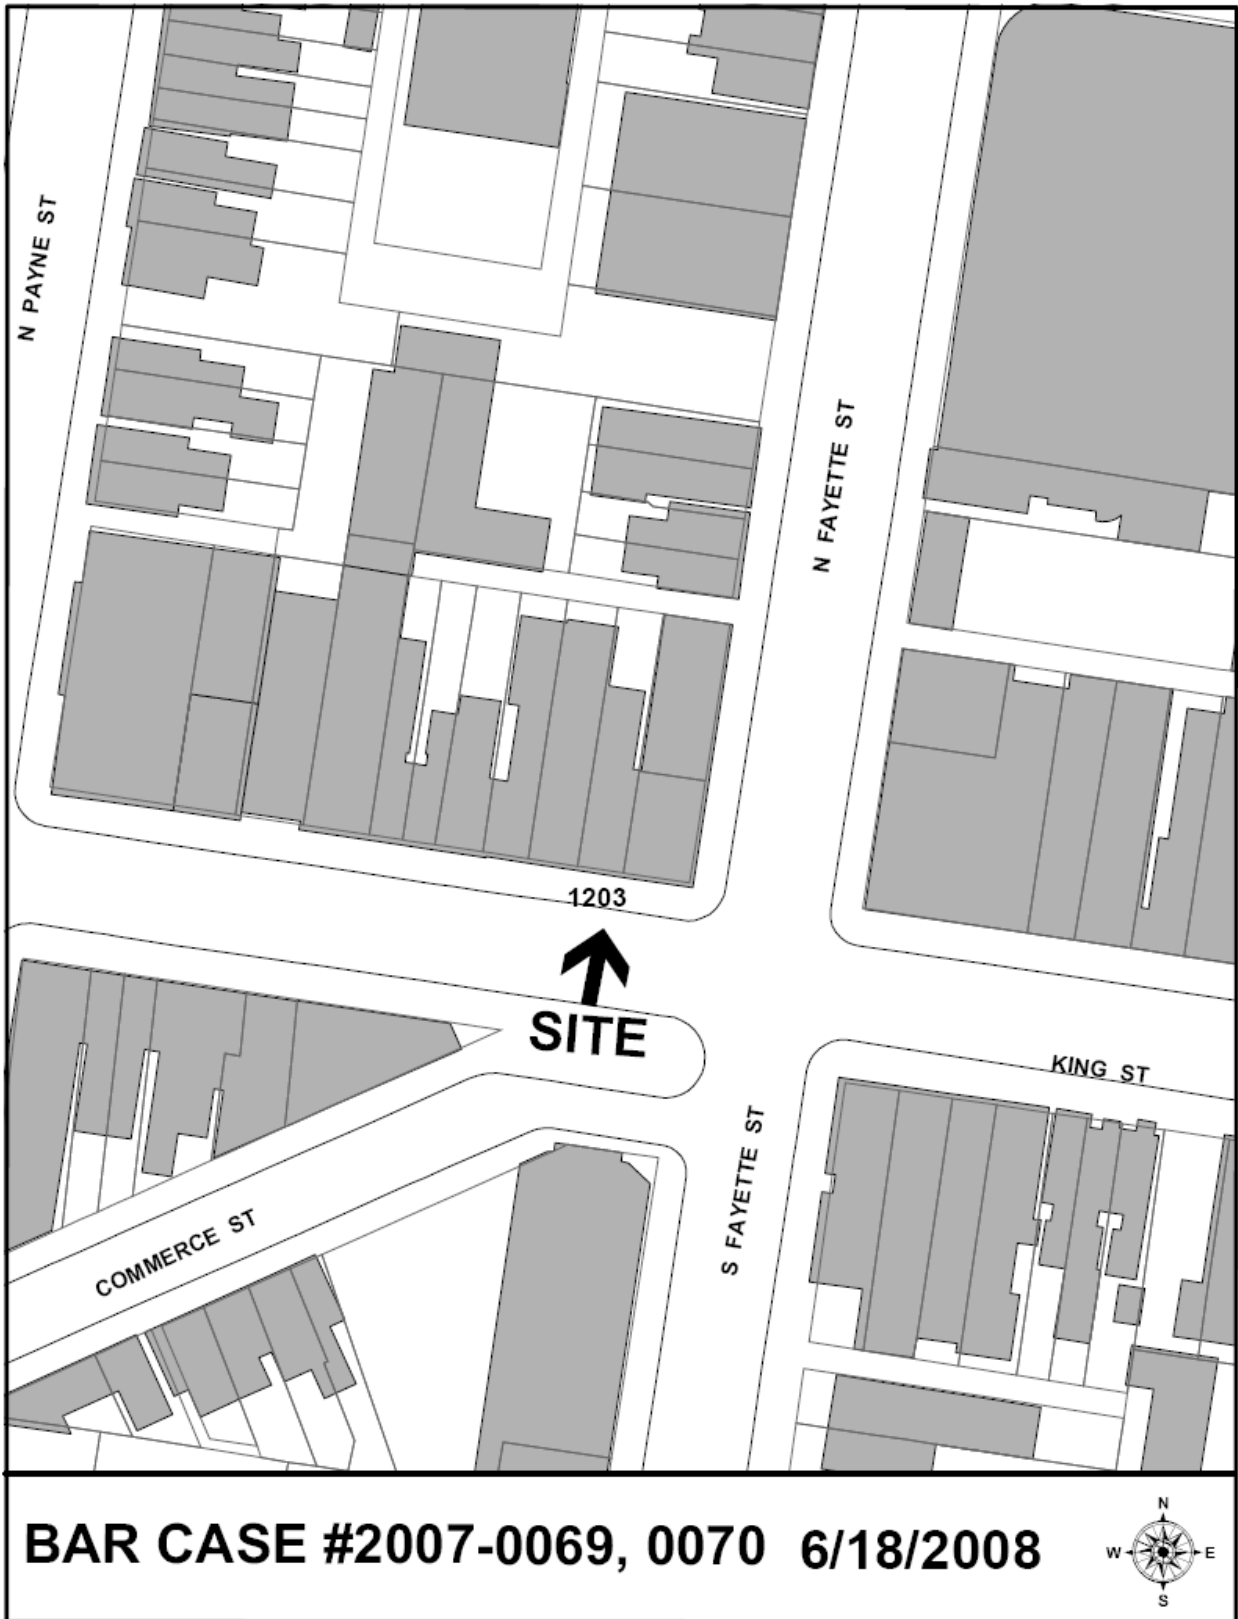 N PAYNE ST
N FAYETTE ST
1203
SITE
KING ST
S FAYETTE ST
COMMERCE ST
BAR CASE #2007-0069, 0070 6/18/2008
N
W E
S